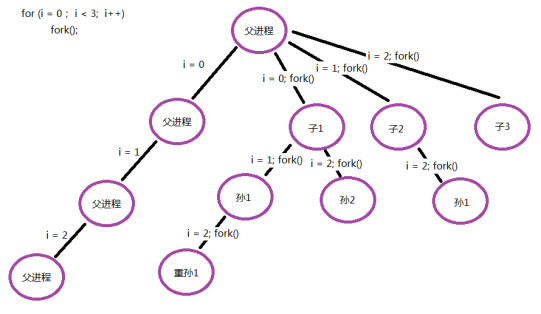 for (i = 0 ; i < 3; i++)
fork();
父进程
i = 0
i = 0; fork()
i = 1; fork()
i = 2; fork()
父进程
子1
子2
子3
i = 1
i = 1; fork()
i = 2; fork()
i = 2; fork()
父进程
孙1
孙2
孙1
i = 2
i = 2; fork()
父进程
重孙1